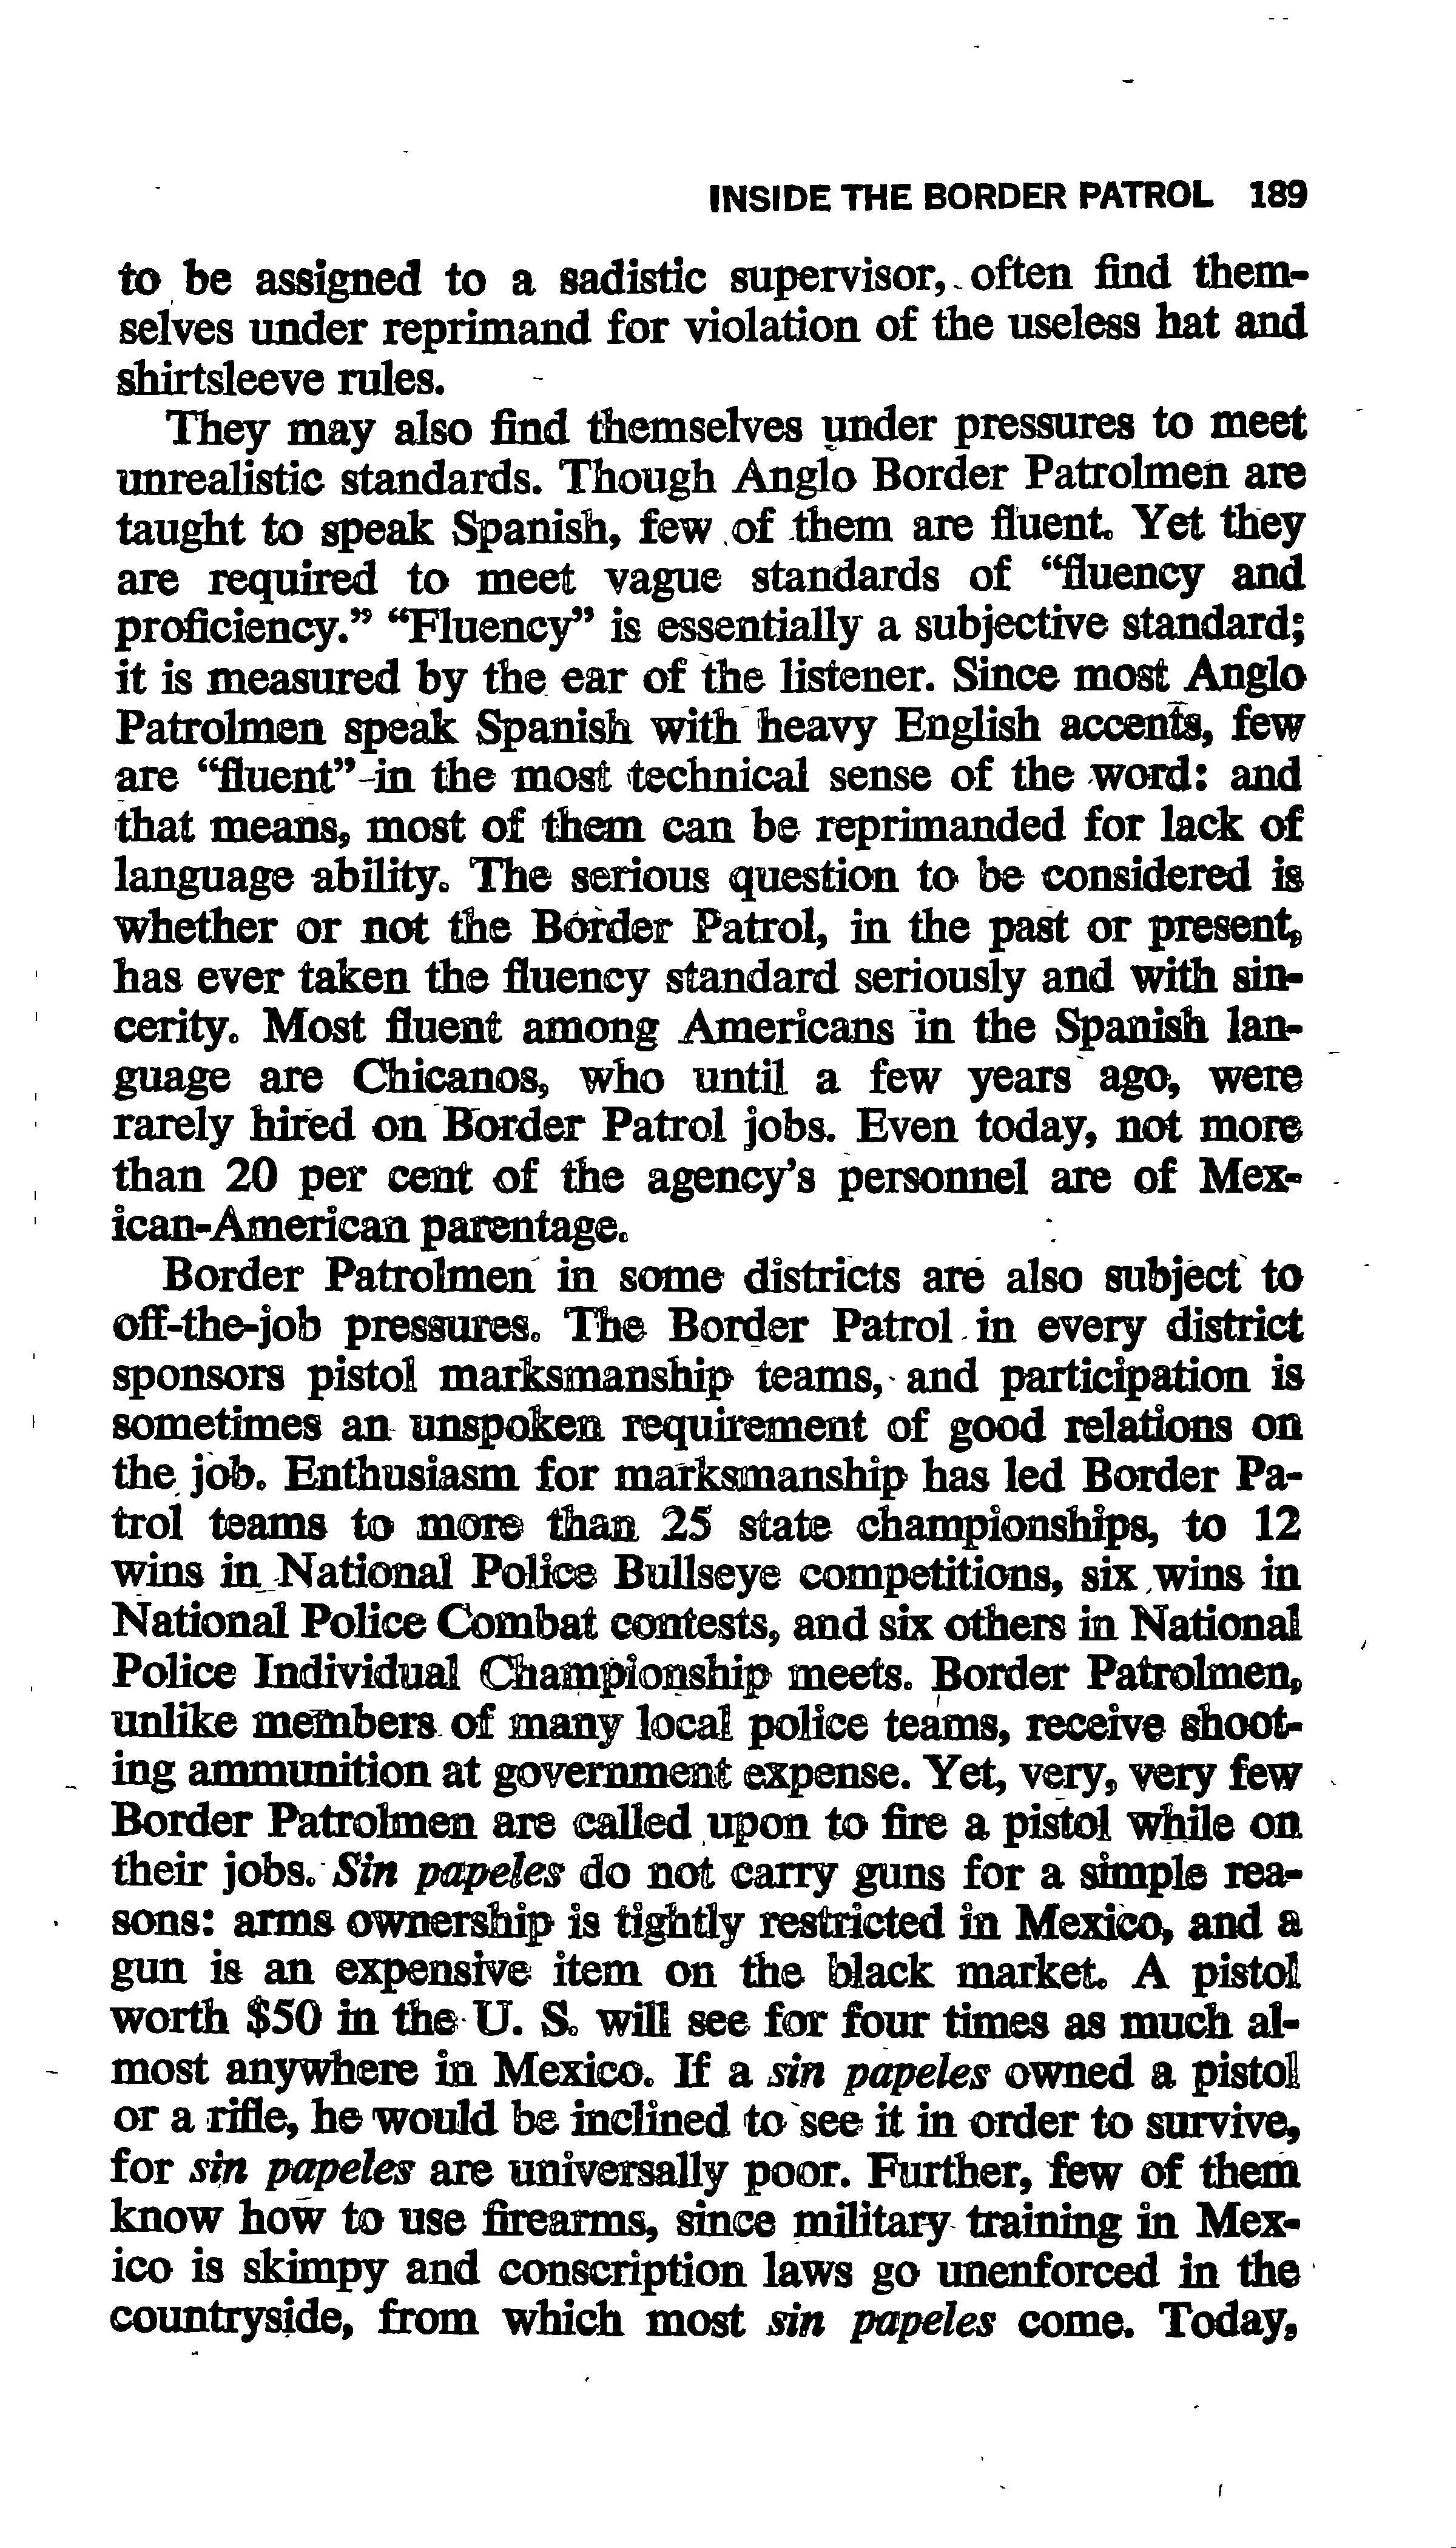 INSIDE THE BORDER PATROL 189
to be assigned to a sadistic supervisor, often find them-
selves under reprimand for violation of the useless hat and
shirtsleeve rules.
They may also find themselves under pressures to meet
unrealistic standards. Though Anglo Border Patrolmen are
taught to speak Spanish, few of them are fluent. Yet they
are required to meet vague standards of “fluency and
proficiency.” “Fluency” is essentially a subjective standard;
it is measured by the ear of the listener. Since most Anglo
Patrolmen speak Spanish with heavy English accents, few
are “fluent” in the most technical sense of the word: and
that means, most of them can be reprimanded for lack of
language ability. The serious question to be considered is
whether or not the Border Patrol, in the past or present,
has ever taken the fluency standard seriously and with sin-
cerity. Most fluent among Americans in the Spanish lan-
guage are Chicanos, who until a few years ago, were
rarely hired on Border Patrol jobs. Even today, not more
than 20 per cent of the agency’s personnel are of Mex-
ican-American parentage.
Border Patrolmen in some districts are also subject to
off-the-job pressures. The Border Patrol in every district
sponsors pistol marksmanship teams, and participation is
sometimes an unspoken requirement of good relations on
the job. Enthusiasm for marksmanship has led Border Pa-
trol teams to more than 25 state championships, to 12
wins in National Police Bullseye competitions, six wins in
National Police Combat contests, and six others in National
Police Individual Championship meets. Border Patrolmen,
unlike members of many local police teams, receive shoot-
ing ammunition at government expense. Yet, very, very few
Border Patrolmen are called upon to fire a pistol while on
their jobs. Sin papeles do not carry guns for a simple rea-
sons: arms ownership is tightly restricted in Mexico, and a
gun is an expensive item on the black market. A pistol
worth $50 in the U. S. will see for four times as much al-
most anywhere in Mexico. If a sin papeles owned a pistol
or a rifle, he would be inclined to see it in order to survive,
for sin papeles are universally poor. Further, few of them
know how to use firearms, since military training in Mex-
ico is skimpy and conscription laws go unenforced in the
countryside, from which most sin papeles come. Today,